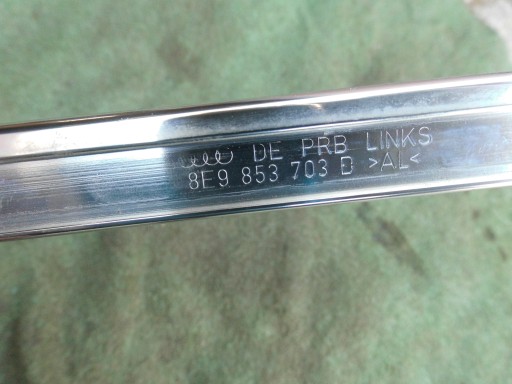 DE PRB LINKS
8E9 853 703 D >AL<